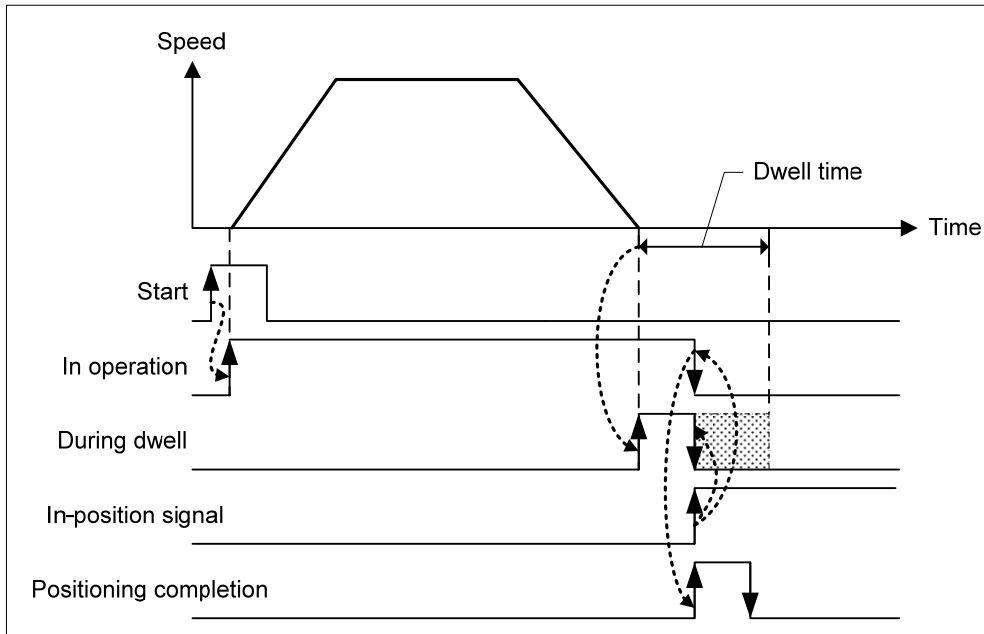 Speed
Dwell time
Time
Start
In operation
During dwell
In-position signal
Positioning completion